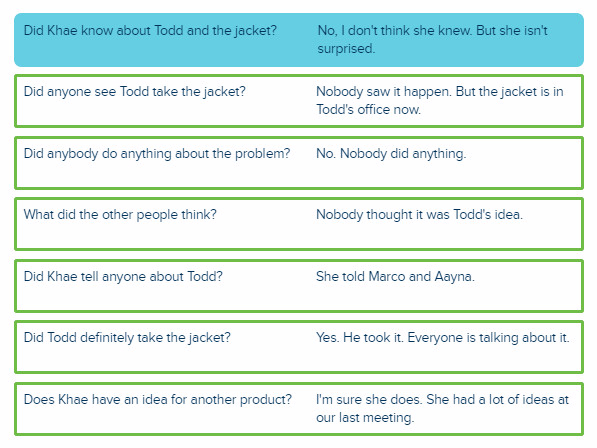 Did Khae know about Todd and the jacket?
No, I don't think she knew. But she isn't
surprised.
Did anyone see Todd take the jacket?
Nobody saw it happen. But the jacket is in
Todd's office now.
Did anybody do anything about the problem?
No. Nobody did anything.
What did the other people think?
Nobody thought it was Todd's idea.
Did Khae tell anyone about Todd?
She told Marco and Aayna.
Did Todd definitely take the jacket?
Yes. He took it. Everyone is talking about it.
Does Khae have an idea for another product?
I'm sure she does. She had a lot of ideas at
our last meeting.